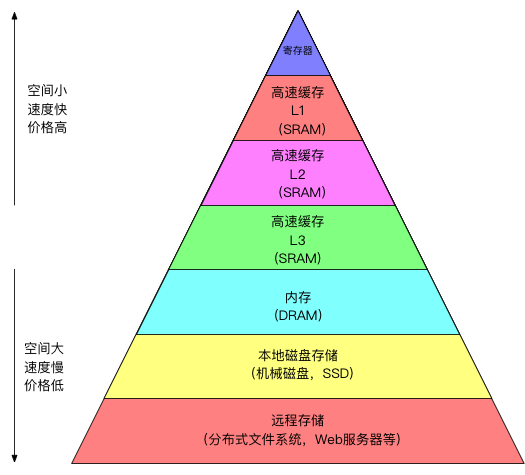 寄存器
空间小
速度快
价格高
高速缓存
L1
（SRAM）
高速缓存
L2
（SRAM）
高速缓存
L3
（SRAM）
内存
（DRAM）
空间大
速度慢
价格低
本地磁盘存储
（机械磁盘，SSD）
远程存储
（分布式文件系统，Web服务器等）